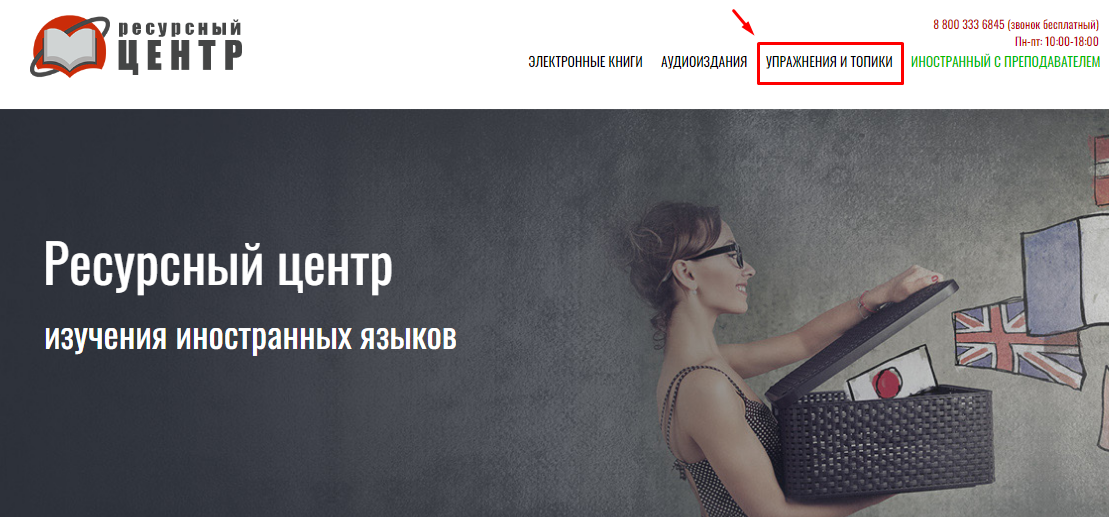 ресурсный
ЦЕНТР
8 800 333 6845 (звонок бесплатный)
Пн-пт: 10:00-18:00
ЭЛЕКТРОННЫЕ КНИГИ АУДИОИЗДАНИЯ УПРАЖНЕНИЯ И ТОПИКИ ИНОСТРАННЫЙ С ПРЕПОДАВАТЕЛЕМ
Ресурсный центр
изучения иностранных языков